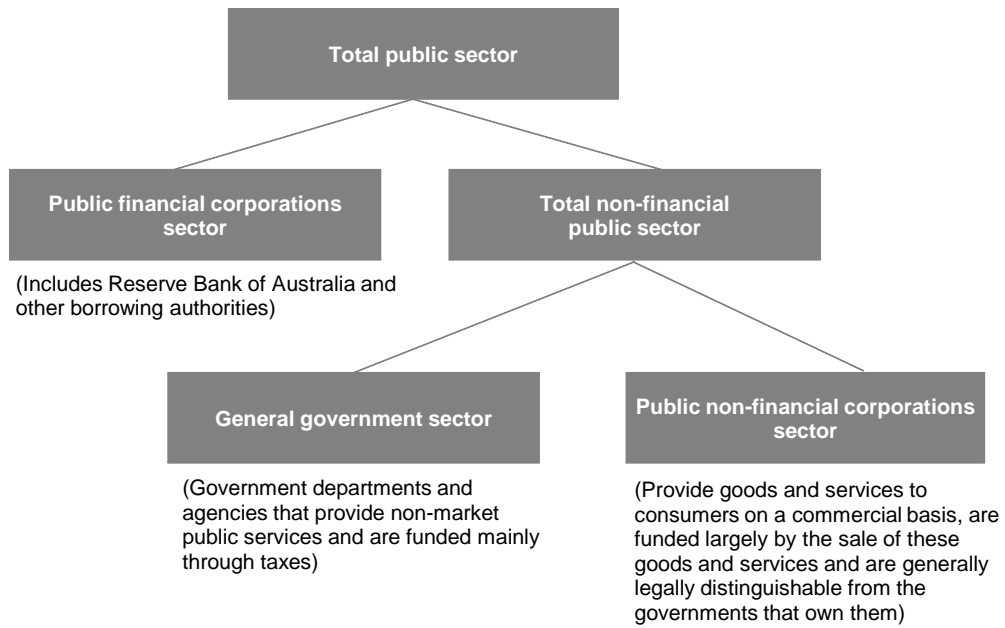 Total public sector
Public financial corporations
sector
Total non-financial
public sector
(Includes Reserve Bank of Australia and
other borrowing authorities)
General government sector
Public non-financial corporations
sector
(Government departments and
agencies that provide non-market
public services and are funded mainly
through taxes)
(Provide goods and services to
consumers on a commercial basis, are
funded largely by the sale of these
goods and services and are generally
legally distinguishable from the
governments that own them)